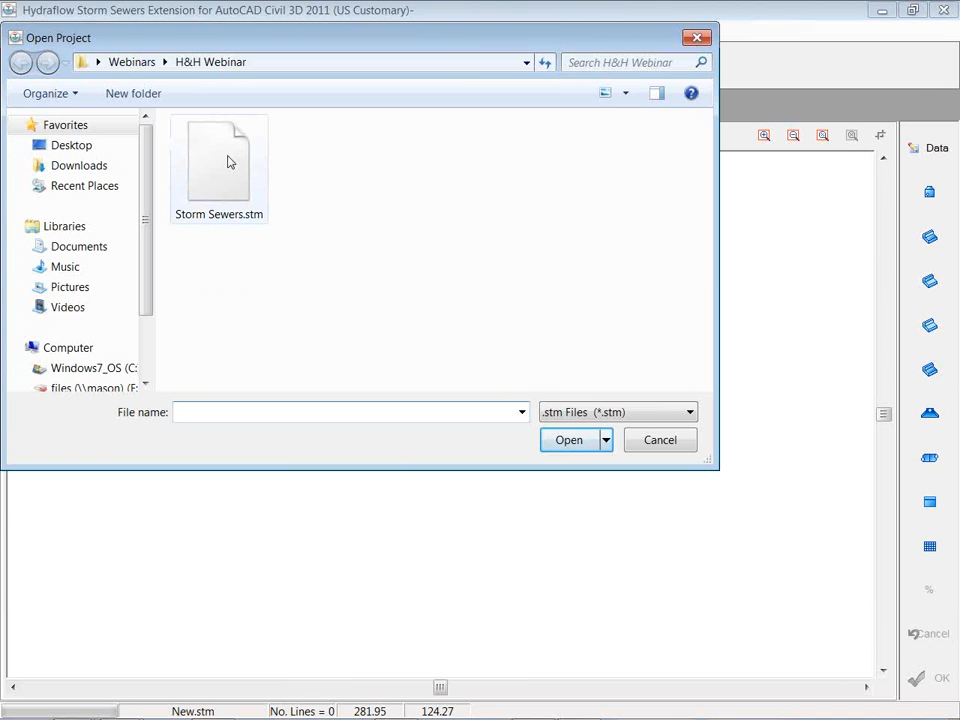 Hydraflow Storm Sewers Extension for AutoCAD Civil 3D 2011 (US Customary)-
Open Project
Webinars
H&H Webinar
Search H&H Webinar
Organize
New folder
Favorites
Desktop
Downloads
Recent Places
Libraries
Documents
Music
Pictures
Videos
Computer
Windows7_OS (C:
files (\\mason) (F:
Storm Sewers.stm
File name:
.stm Files (*.stm)
Open
Cancel
Data
%
Cancel
OK
New.stm
No. Lines = 0
281.95
124.27